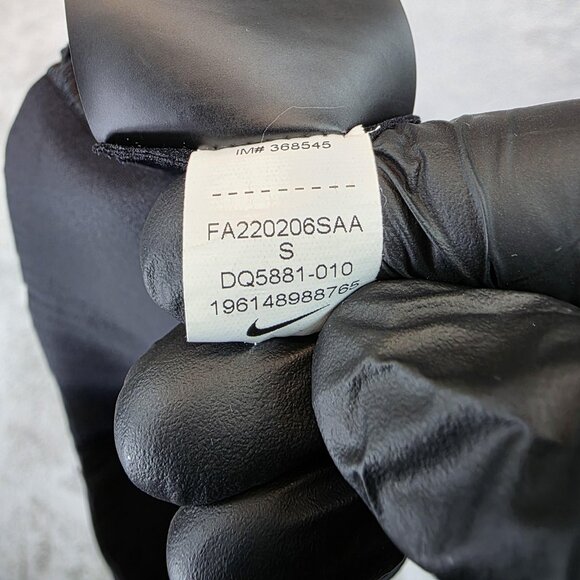 IM# 368545
- - - - - - - - - - - - -
FA220206SAA
S
DQ5881-010
196148988765